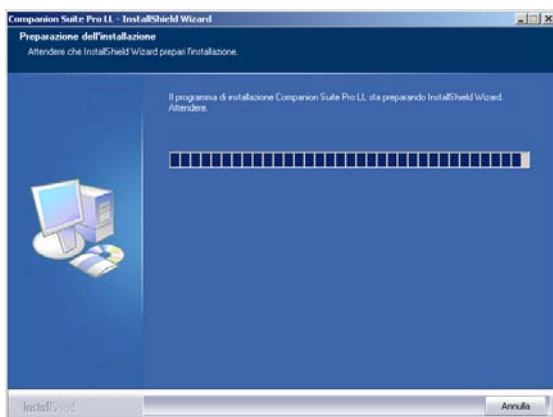 Companion Suite Pro LL - InstallShield Wizard
Preparazione dell'installazione
Attendere che InstallShield Wizard prepari l'installazione.
Il programma di installazione Companion Suite Pro LL sta preparando InstallShield Wizard.
Attendere.
InstallShield
Annulla